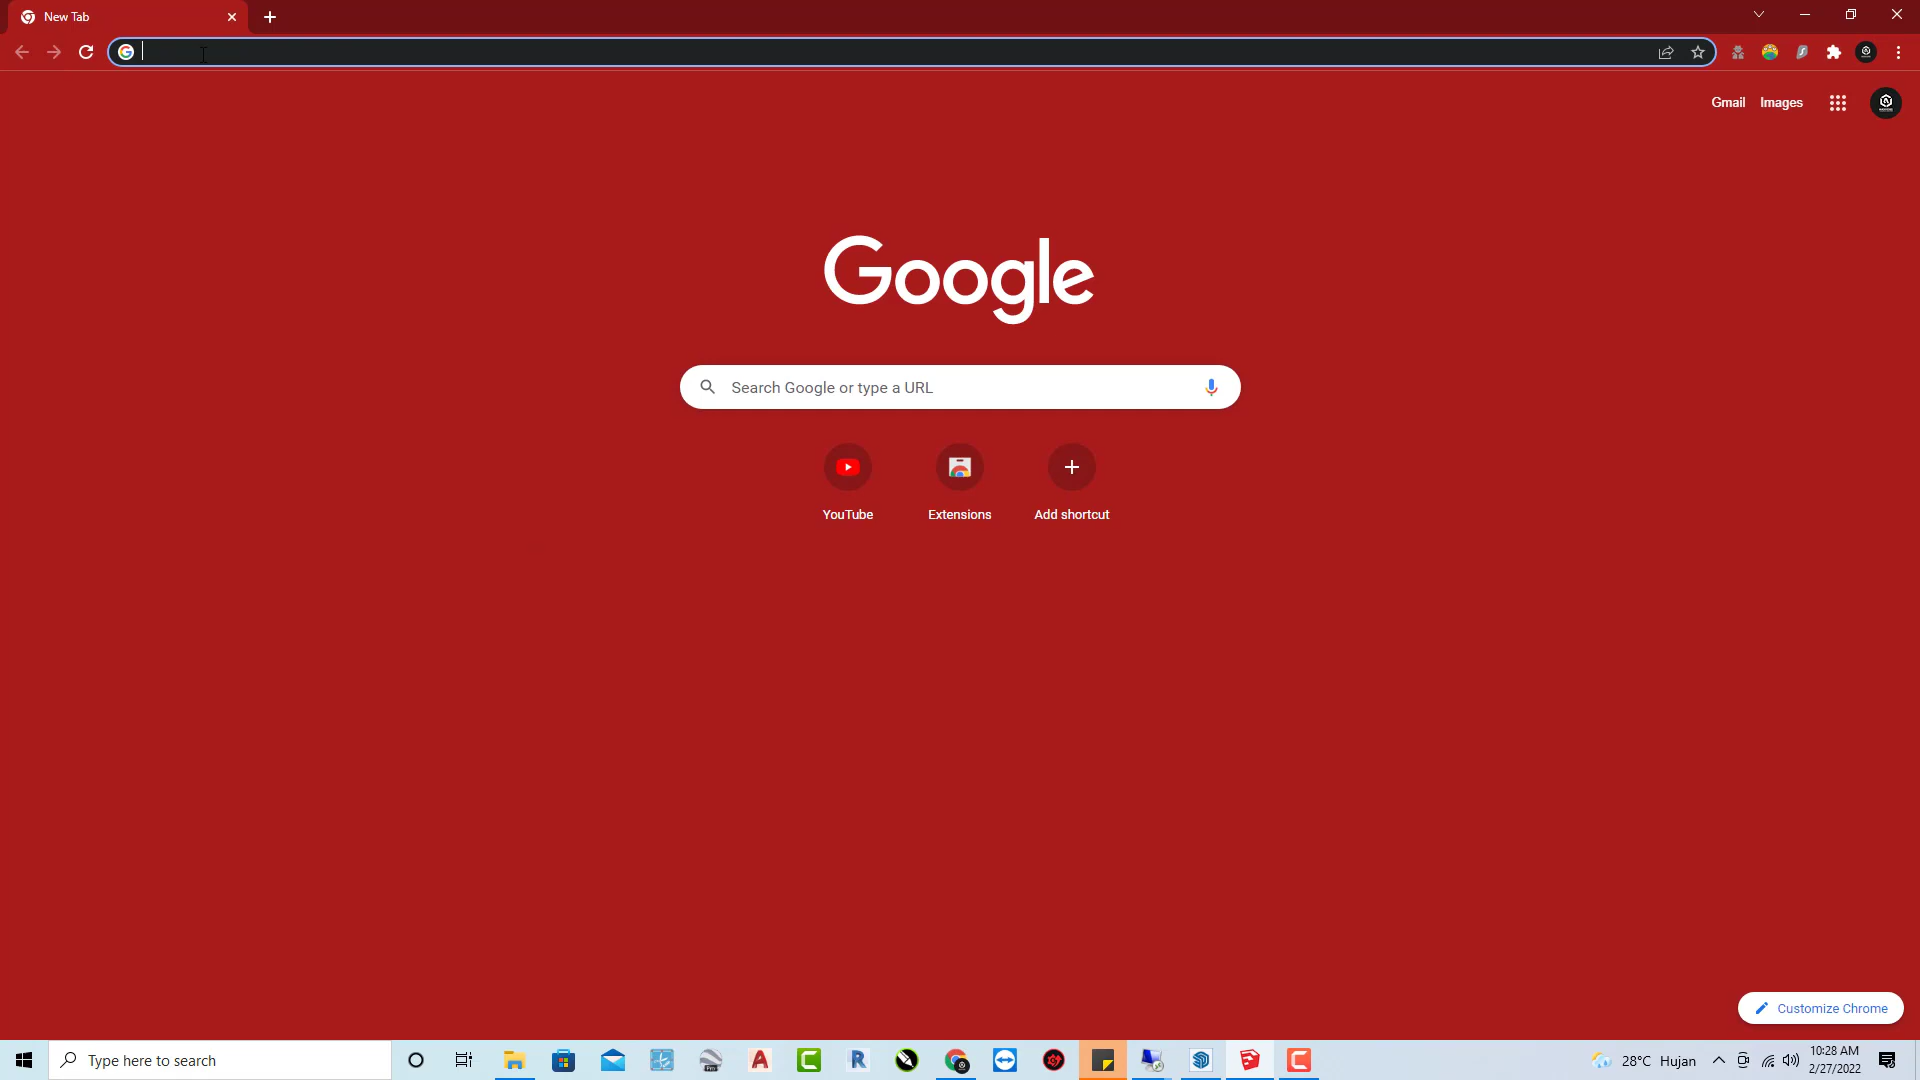 New Tab
Gmail Images
Google
Search Google or type a URL
YouTube
Extensions
Add shortcut
Customize Chrome
Type here to search
28°C Hujan
10:28 AM
2/27/2022